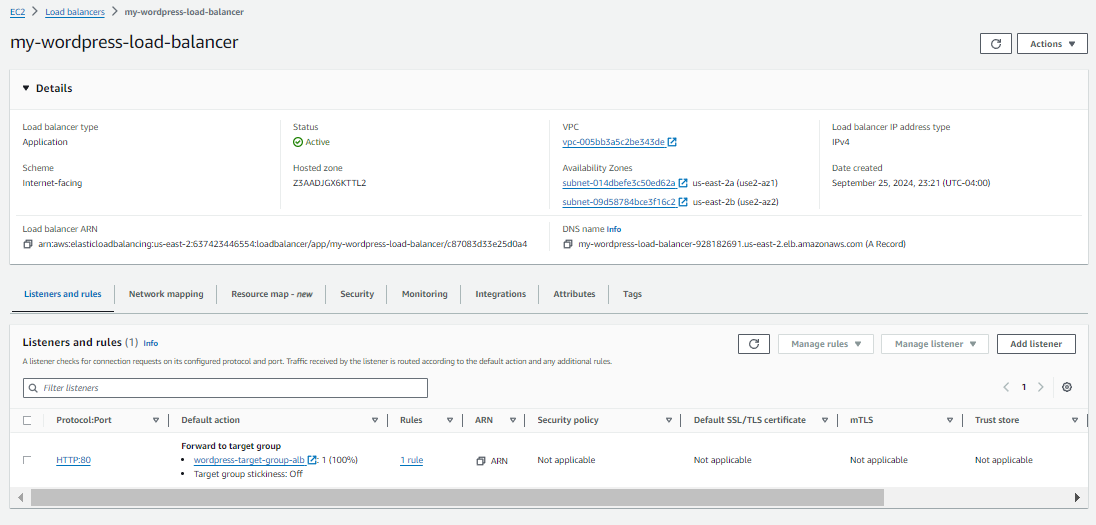 EC2 > Load balancers > my-wordpress-load-balancer
my-wordpress-load-balancer
Actions
Details
Load balancer type
Application
Status
Active
VPC
vpc-005bb3a5c2be343de
Load balancer IP address type
IPv4
Scheme
Internet-facing
Hosted zone
Z3AADJGX6KTTL2
Availability Zones
subnet-014dbefe3c50ed62a us-east-2a (use2-az1)
subnet-09d58784bce3f16c2 us-east-2b (use2-az2)
Date created
September 25, 2024, 23:21 (UTC-04:00)
Load balancer ARN
arn:aws:elasticloadbalancing:us-east-2:637423446554:loadbalancer/app/my-wordpress-load-balancer/c87083d33e25d0a4
DNS name Info
my-wordpress-load-balancer-928182691.us-east-2.elb.amazonaws.com (A Record)
Listeners and rules Network mapping Resource map - new Security Monitoring Integrations Attributes Tags
Listeners and rules (1) Info
Manage rules Manage listener Add listener
A listener checks for connection requests on its configured protocol and port. Traffic received by the listener is routed according to the default action and any additional rules.
Filter listeners
1
Protocol:Port Default action Rules ARN Security policy Default SSL/TLS certificate mTLS Trust store
Forward to target group
HTTP:80 • wordpress-target-group-alb : 1 (100%) 1 rule ARN Not applicable Not applicable Not applicable Not applicable
• Target group stickiness: Off